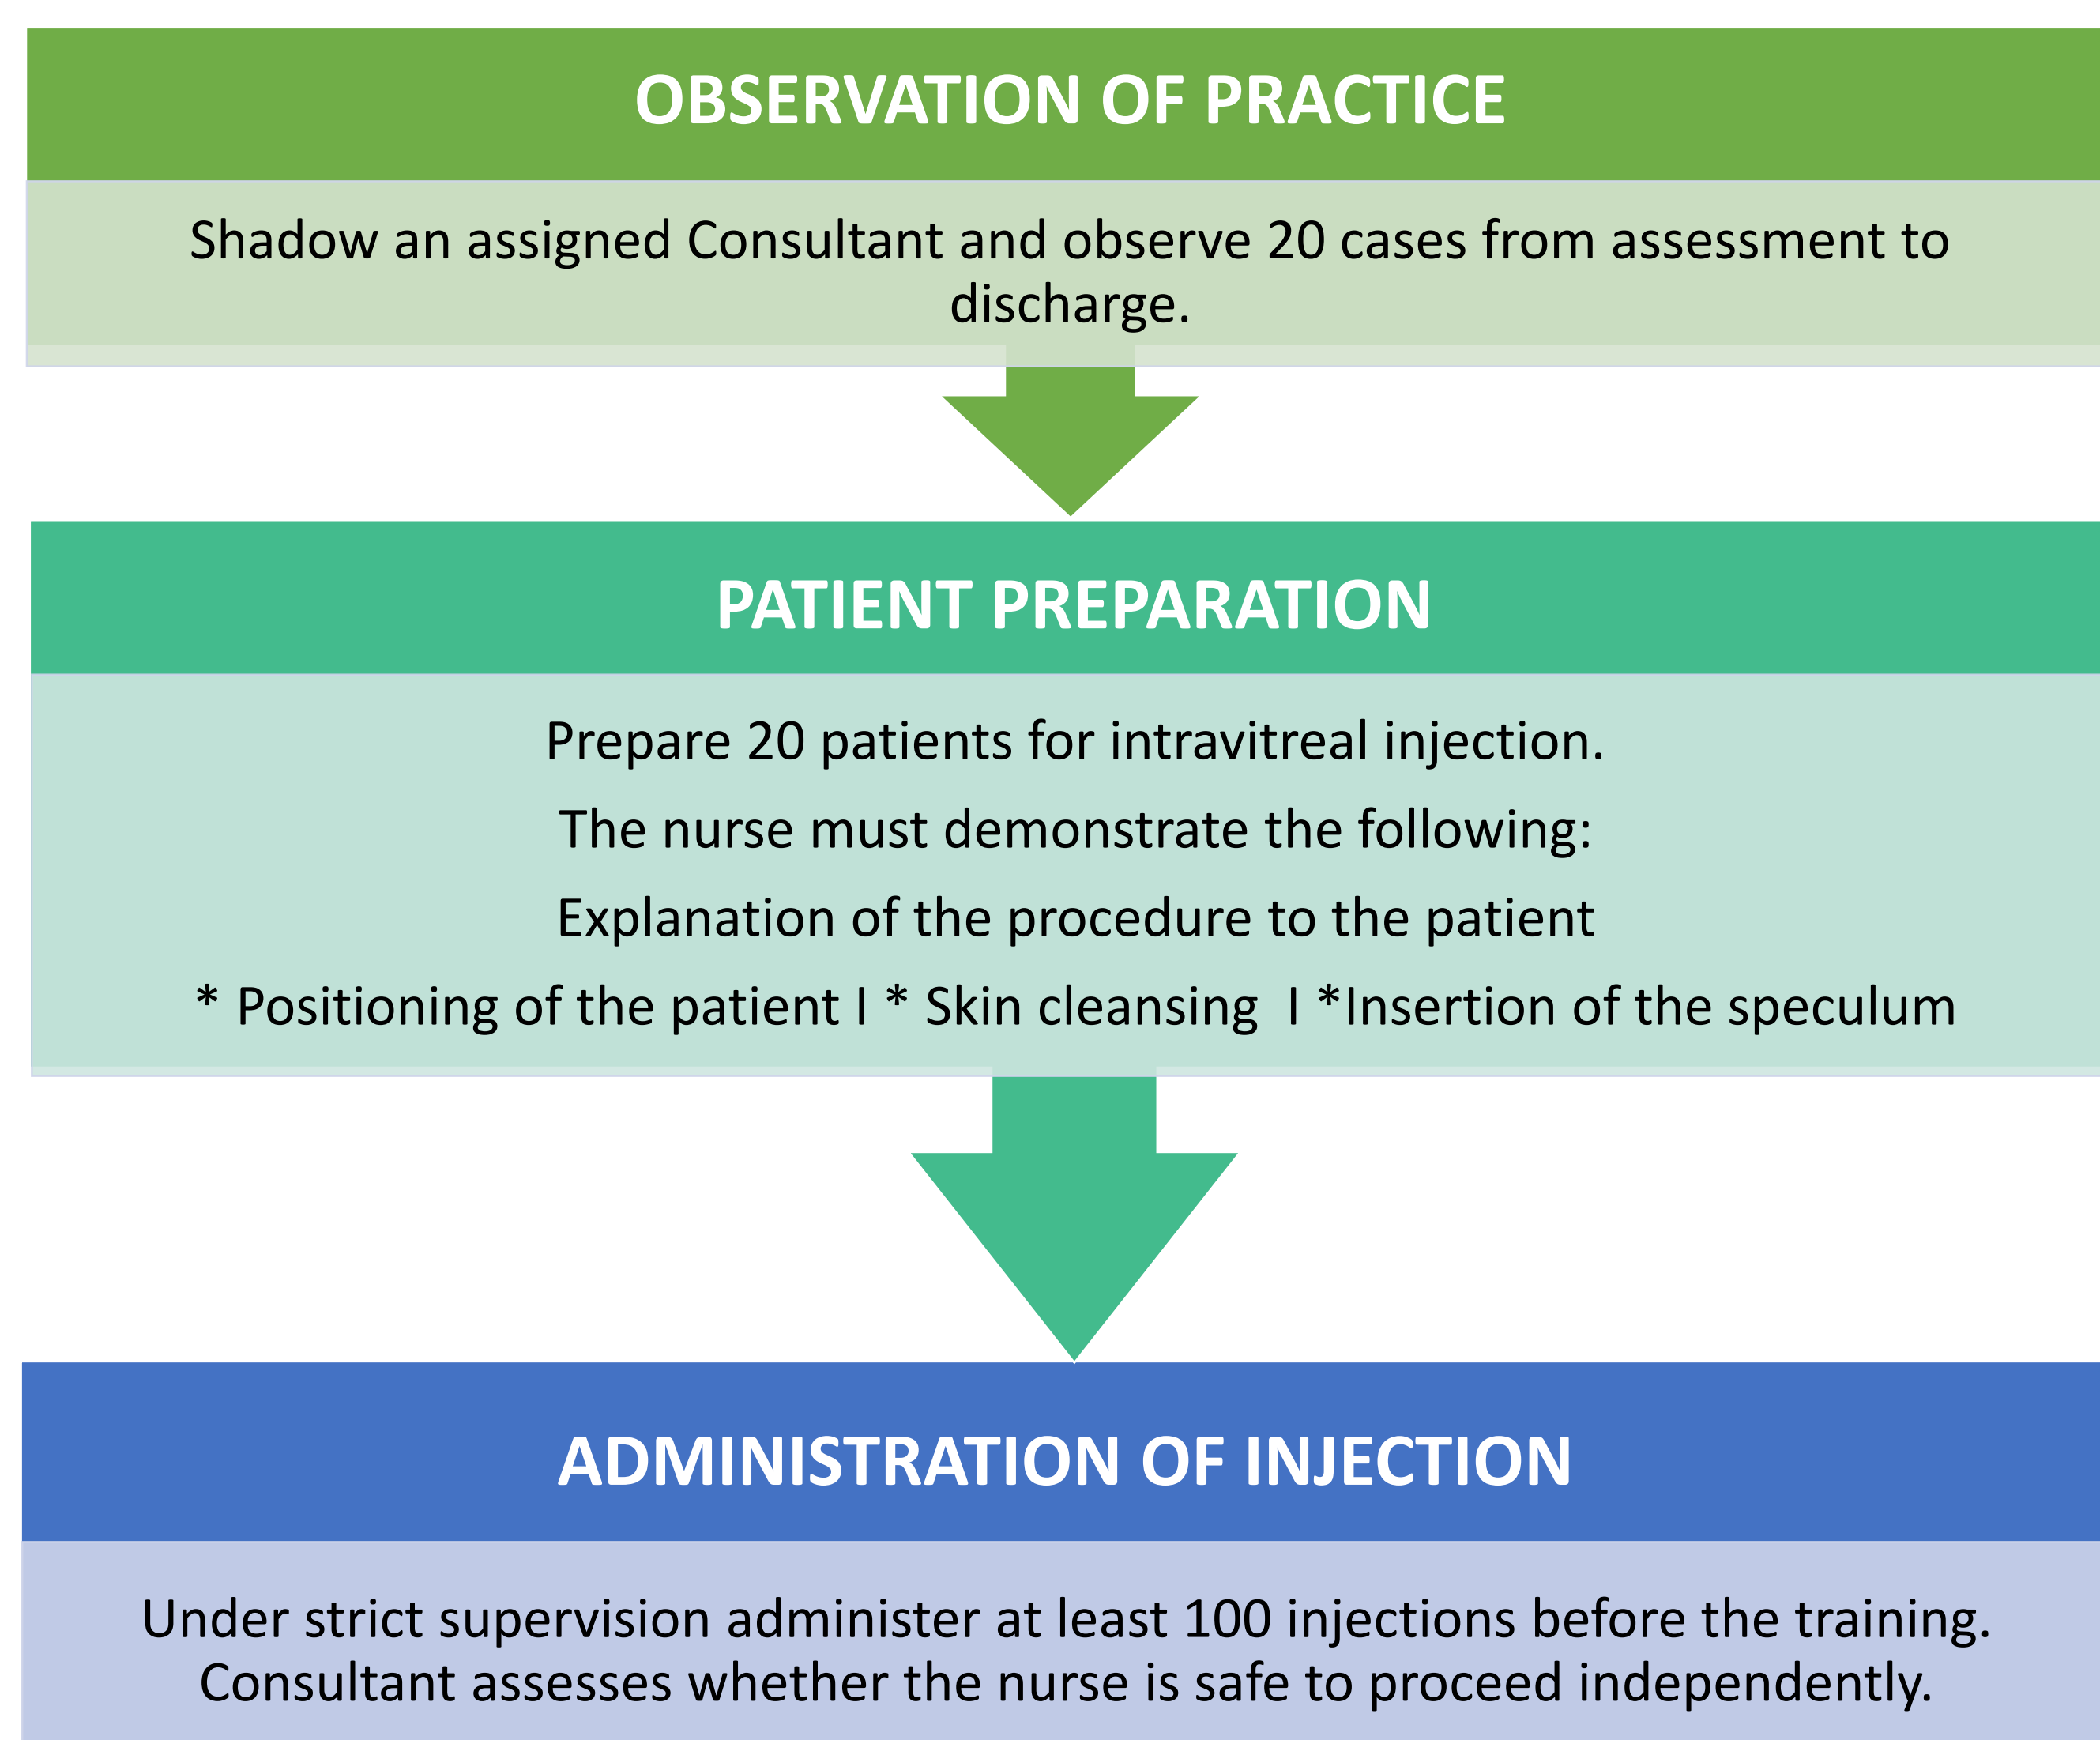 OBSERVATION OF PRACTICE
Shadow an assigned Consultant and observe 20 cases from assessment to
discharge.
PATIENT PREPARATION
Prepare 20 patients for intravitreal injection.
The nurse must demonstrate the following:
Explanation of the procedure to the patient
* Positioning of the patient I * Skin cleansing  I *Insertion of the speculum
ADMINISTRATION OF INJECTION
Under strict supervision administer at least 100 injections before the training.
Consultant assesses whether the nurse is safe to proceed independently.